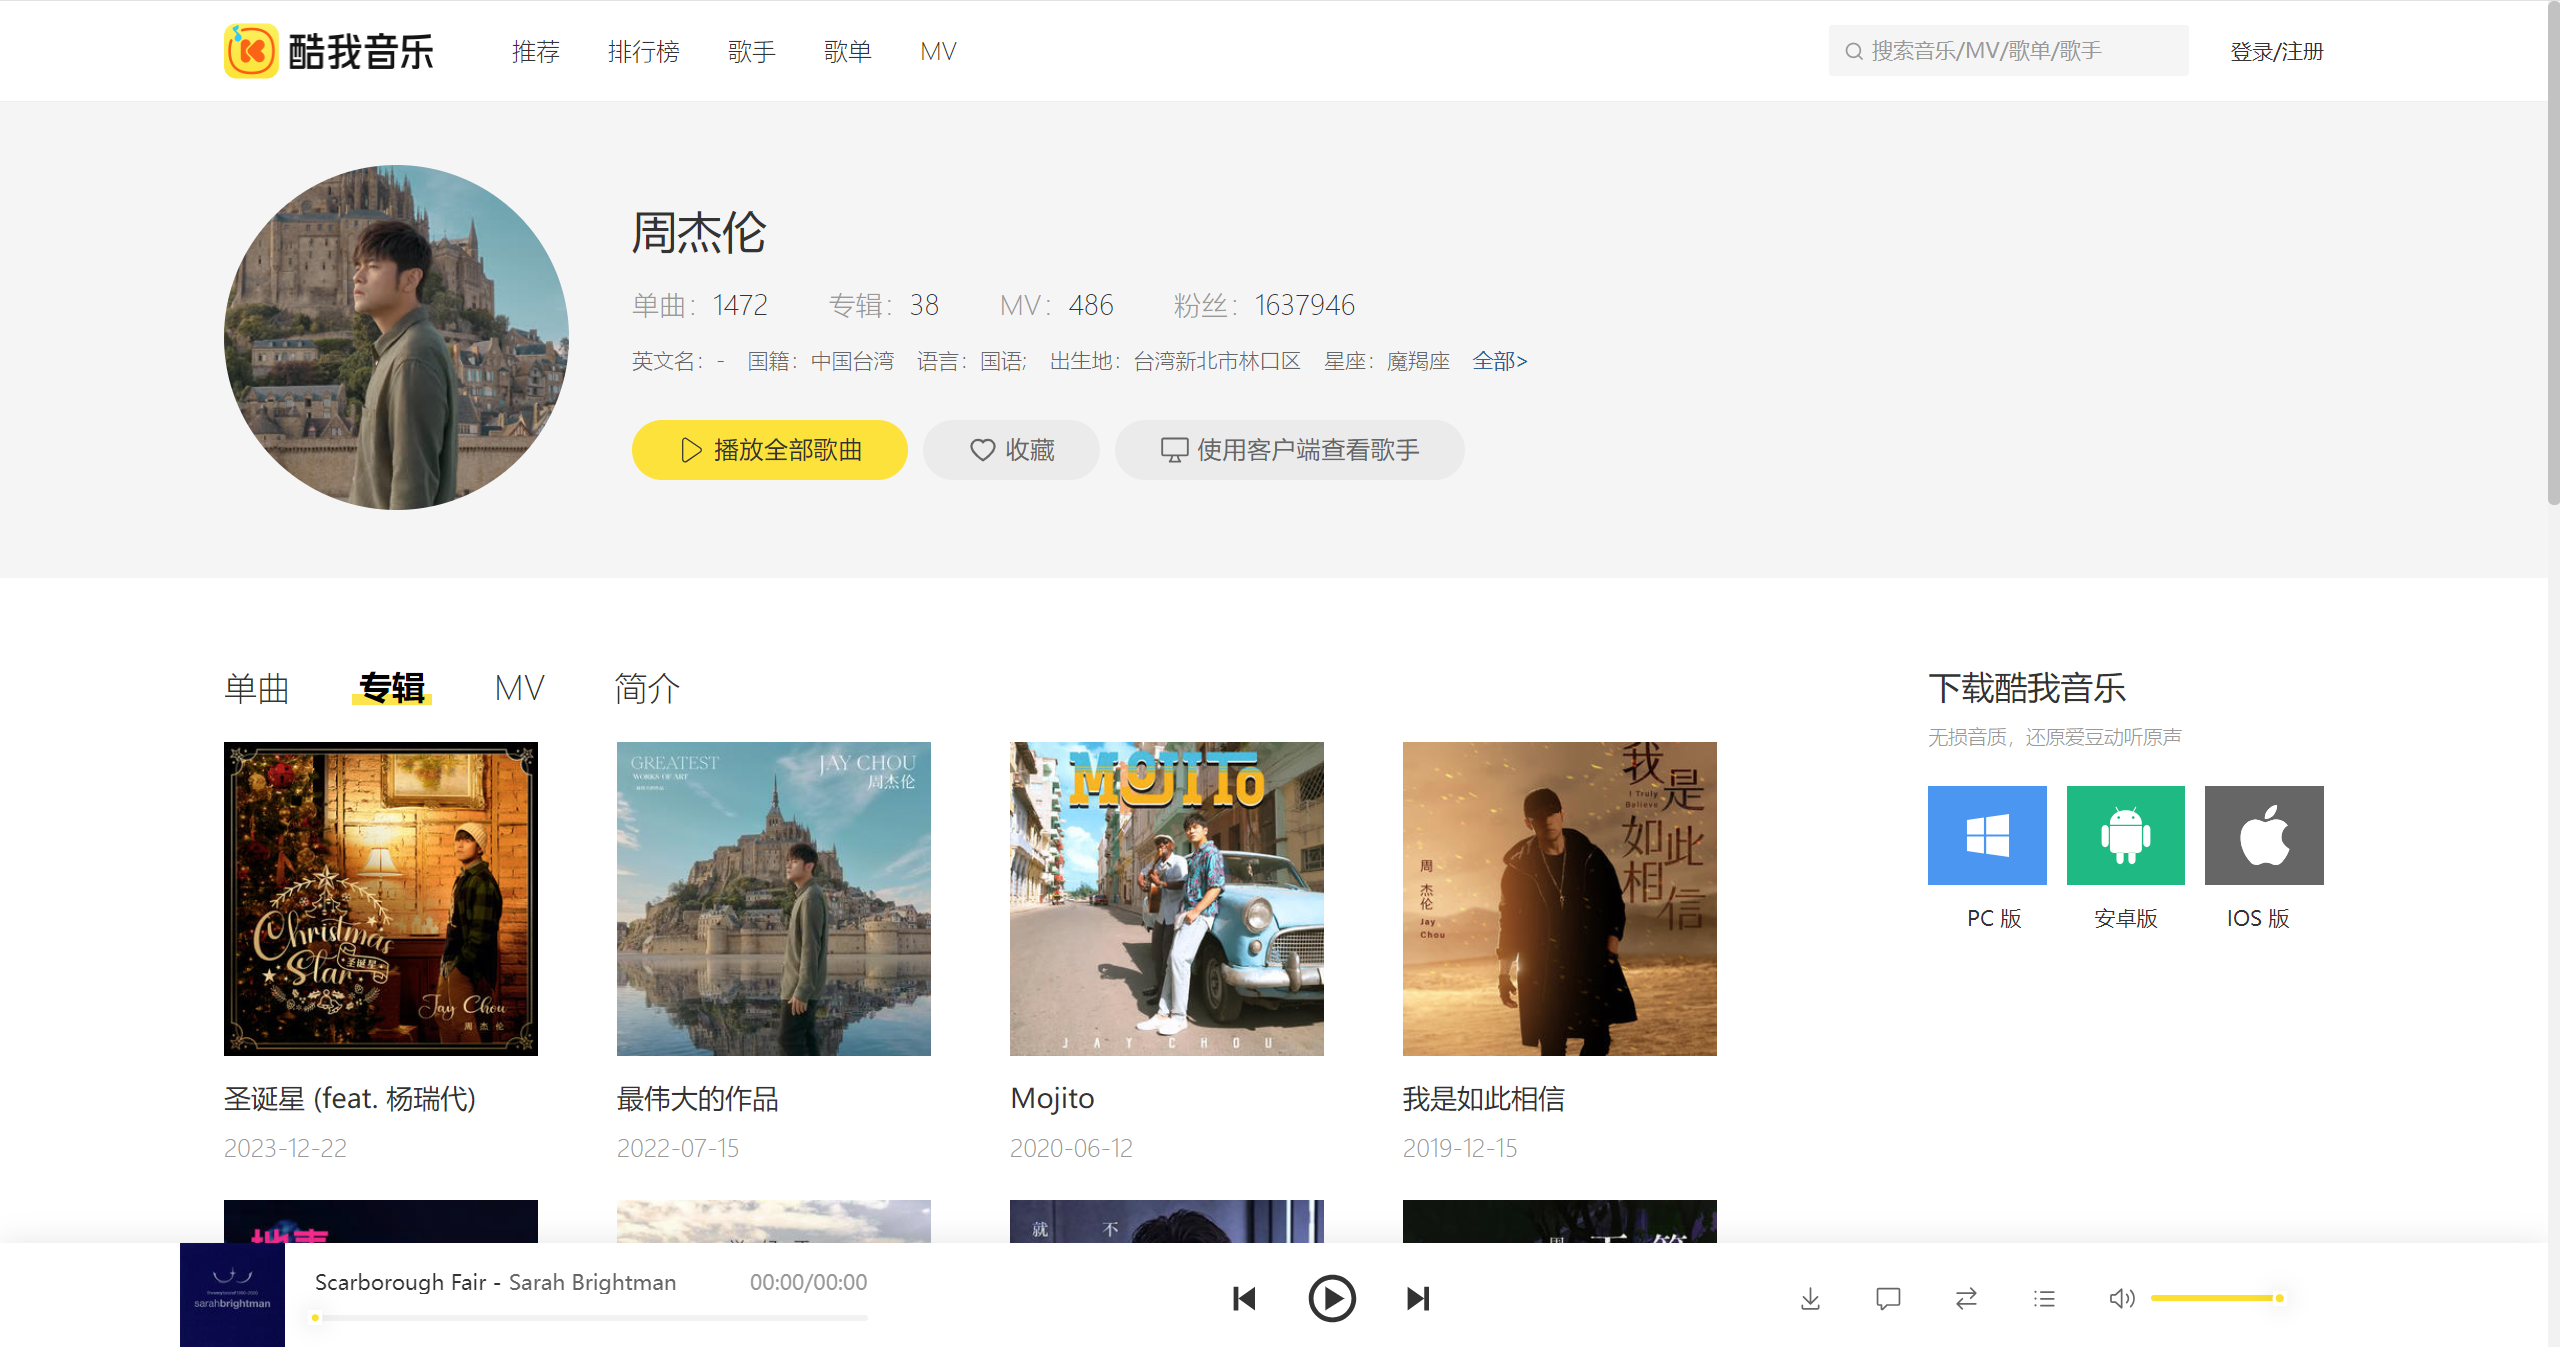 酷我音乐 推荐 排行榜 歌手 歌单 MV 搜索音乐/MV/歌单/歌手 登录/注册
周杰伦
单曲: 1472 专辑: 38 MV: 486 粉丝: 1637946
英文名: - 国籍: 中国台湾 语言: 国语; 出生地: 台湾新北市林口区 星座: 魔羯座 全部>
播放全部歌曲 收藏 使用客户端查看歌手
单曲 专辑 MV 简介
Christmas
Star
圣诞星
Jay Chou
周杰伦
GREATEST
WORKS OF ART
JAY CHOU
周杰伦
MOJITO
JAY CHOU
我是
如此
相信
I Truly
Believe
周杰伦
Jay
Chou
圣诞星 (feat. 杨瑞代)
2023-12-22
最伟大的作品
2022-07-15
Mojito
2020-06-12
我是如此相信
2019-12-15
就 不
下载酷我音乐
无损音质，还原爱豆动听原声
PC 版 安卓版 IOS 版
sarahbrightman
Scarborough Fair - Sarah Brightman 00:00/00:00